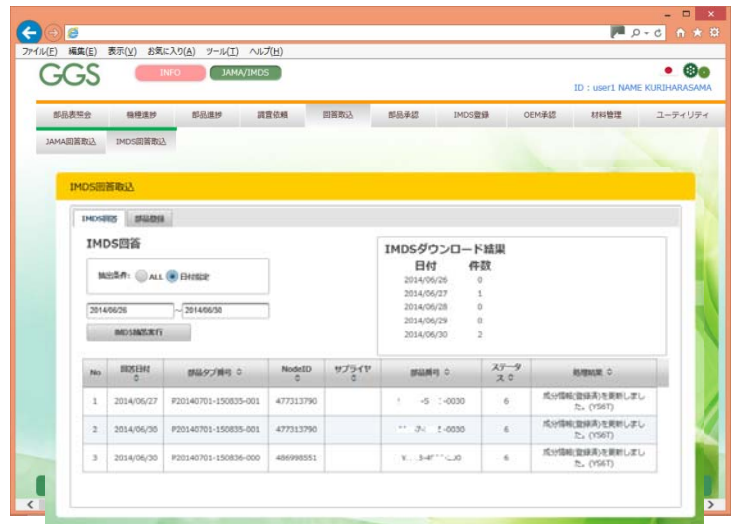 ファイル(F) 編集(E) 表示(V) お気に入り(A) ツール(T) ヘルプ(H)
GGS INFO JAMA/IMDS
ID : user1 NAME KURIHARASAMA
部品表照会 機種進捗 部品進捗 調査依頼 回答取込 部品承認 IMDS登録 OEM承認 材料管理 ユーティリティ
JAMA回答取込 IMDS回答取込
IMDS回答取込
IMDS回答 部品登録
IMDS回答
抽出条件: ALL 日付指定
2014/06/26 ~ 2014/06/30
IMDS抽出実行
IMDSダウンロード結果
日付 件数
2014/06/26 0
2014/06/27 1
2014/06/28 0
2014/06/29 0
2014/06/30 2
No 回答日付 部品タブ番号 NodeID サプライヤ 部品番号 ステータス 処理結果
1 2014/06/27 P20140701-150835-001 477313790 -0030 6 成分情報(登録済)を更新しまし
た。(YS6T)
2 2014/06/30 P20140701-150835-001 477313790 -0030 6 成分情報(登録済)を更新しまし
た。(YS6T)
3 2014/06/30 P20140701-150836-000 486998551 6 成分情報(登録済)を更新しまし
た。(YS6T)